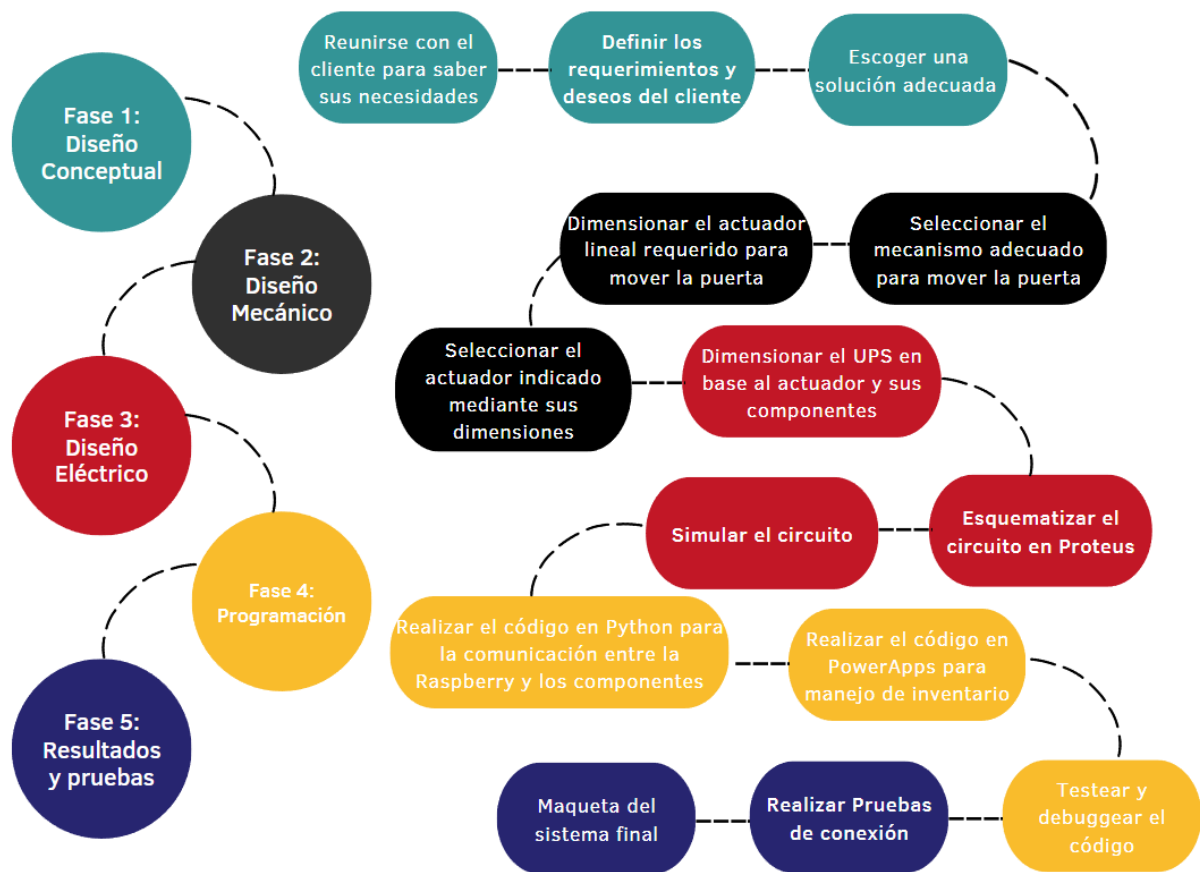 Fase 1:
Diseño
Conceptual
Fase 2:
Diseño
Mecánico
Fase 3:
Diseño
Eléctrico
Fase 4:
Programación
Fase 5:
Resultados
y pruebas
Reunirse con el
cliente para saber
sus necesidades
Definir los
requerimientos y
deseos del cliente
Escoger una
solución adecuada
Seleccionar el
mecanismo adecuado
para mover la puerta
Dimensionar el actuador
lineal requerido para
mover la puerta
Seleccionar el
actuador indicado
mediante sus
dimensiones
Dimensionar el UPS en
base al actuador y sus
componentes
Esquematizar el
circuito en Proteus
Simular el circuito
Realizar el código en Python para
la comunicación entre la
Raspberry y los componentes
Realizar el código en
PowerApps para
manejo de inventario
Testear y
debuggear el
código
Realizar Pruebas
de conexión
Maqueta del
sistema final